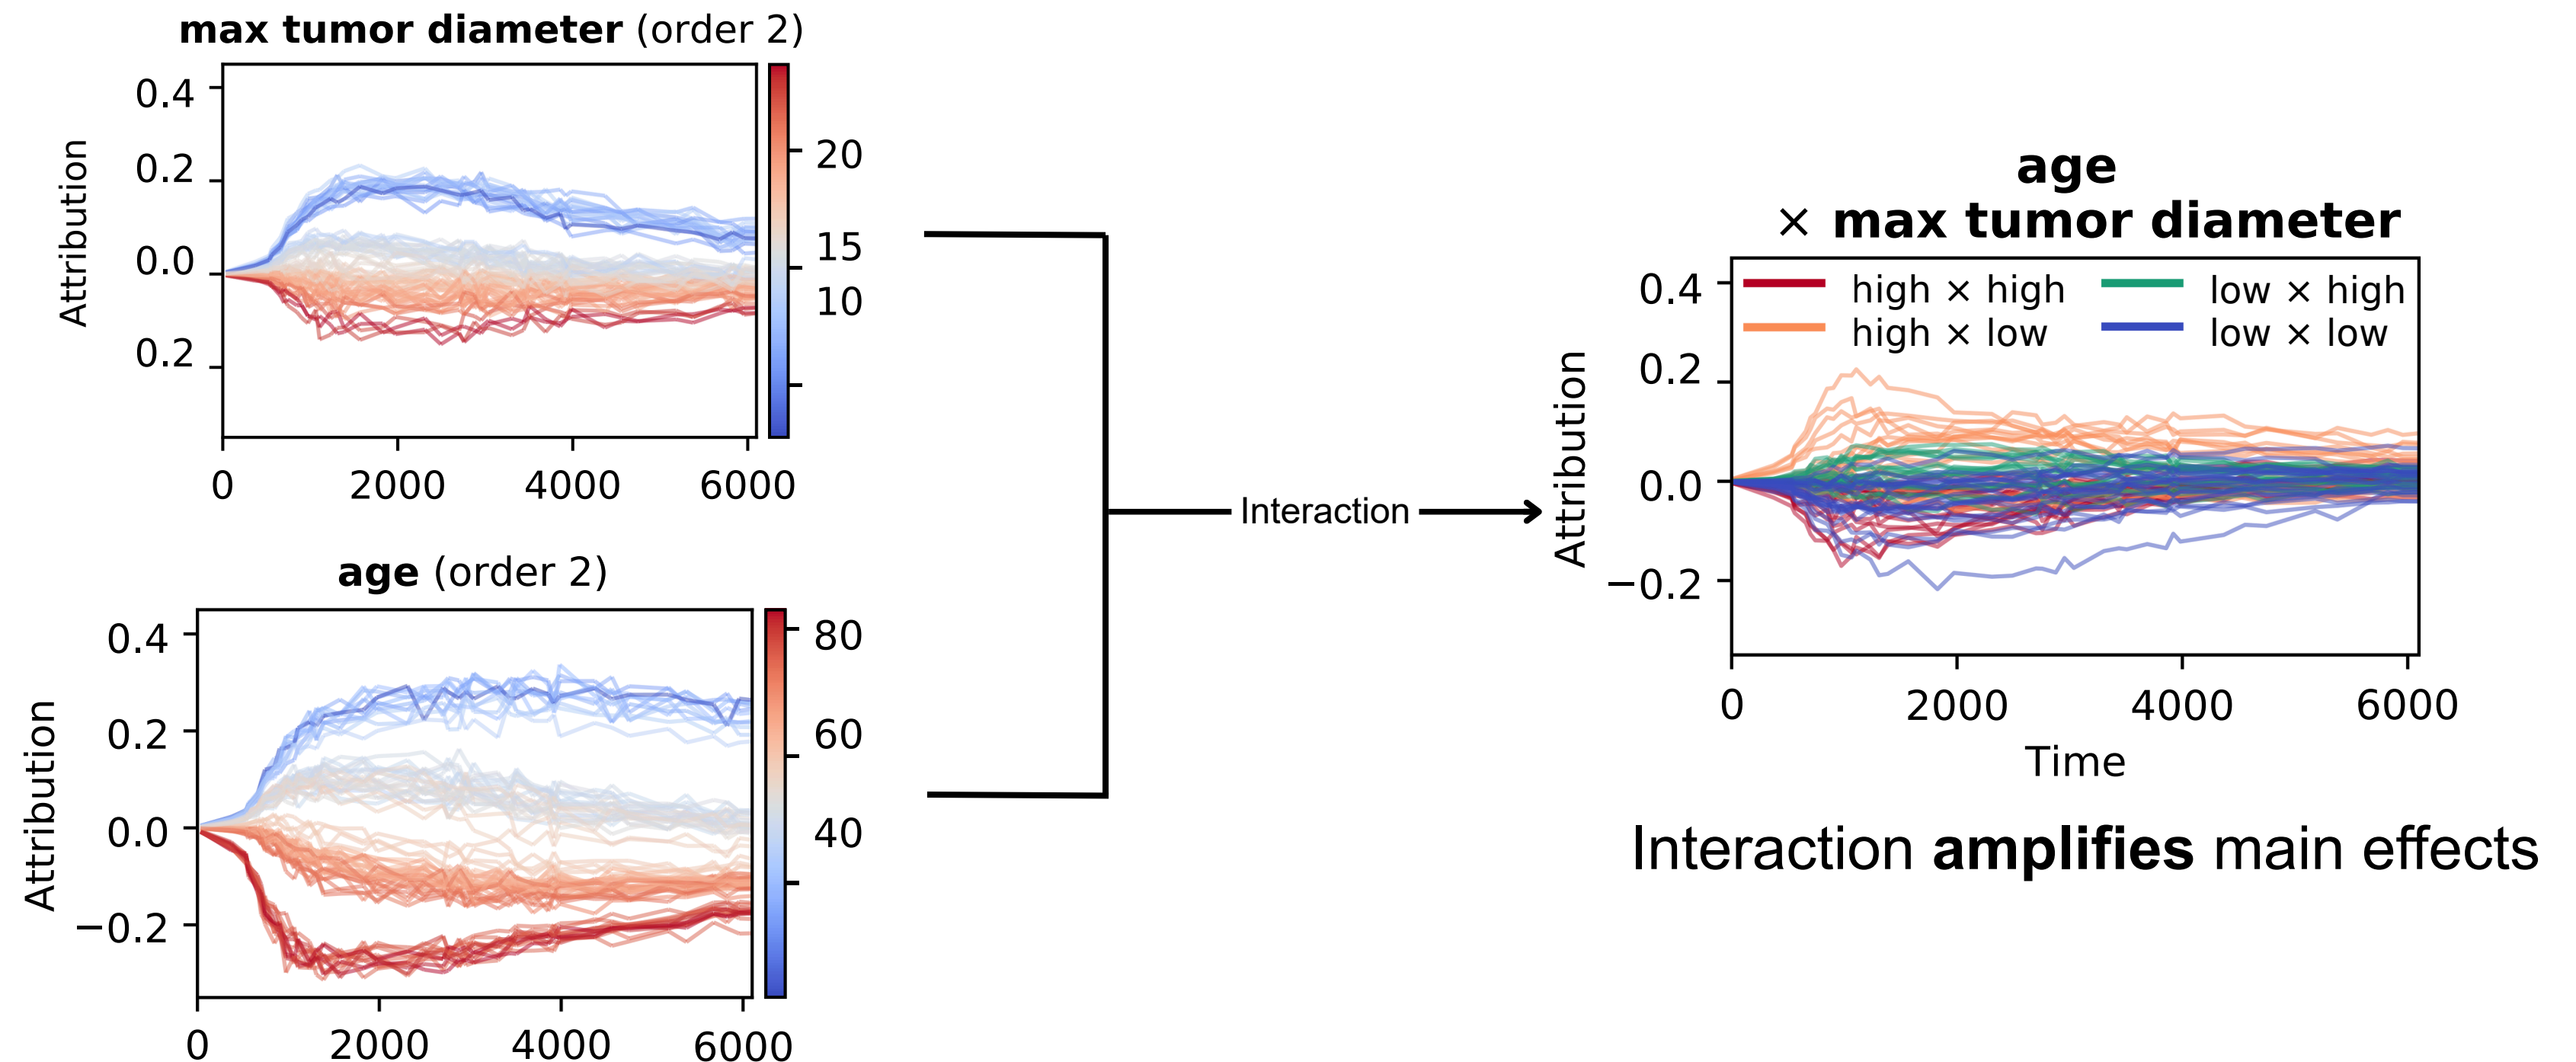 max tumor diameter (order 2)
Attribution
0.4
0.2
0.0
0.2
20
15
10
0 2000 4000 6000
age (order 2)
Attribution
0.4
0.2
0.0
−0.2
80
60
40
0 2000 4000 6000
Interaction
age
× max tumor diameter
Attribution
0.4
0.2
0.0
−0.2
high × high low × high
high × low low × low
0 2000 4000 6000
Time
Interaction amplifies main effects